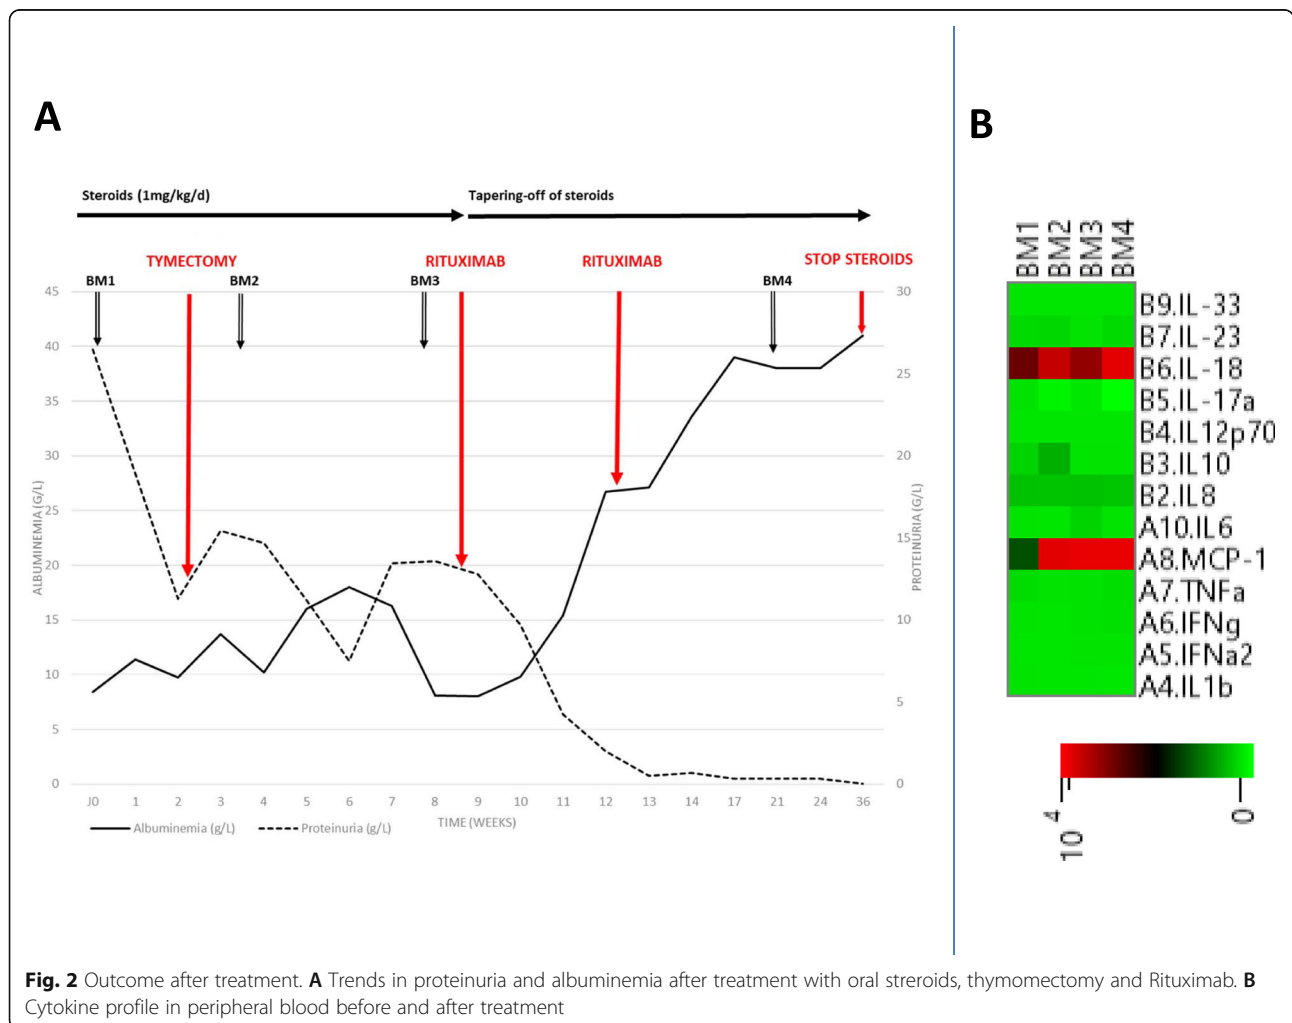 A
B
Steroids (1mg/kg/d)
Tapering-off of steroids
TYMECTOMY
RITUXIMAB
RITUXIMAB
STOP STEROIDS
BM1
BM2
BM3
BM4
45
40
35
30
25
20
15
10
5
0
ALBUMINEMIA (G/L)
30
25
20
15
10
5
0
PROTEINURIA (G/L)
J0 1 2 3 4 5 6 7 8 9 10 11 12 13 14 17 21 24 36
TIME (WEEKS)
Albuminemia (g/L)
Proteinuria (g/L)
BM1
BM2
BM3
BM4
B9.IL-33
B7.IL-23
B6.IL-18
B5.IL-17a
B4.IL12p70
B3.IL10
B2.IL8
A10.IL6
A8.MCP-1
A7.TNFa
A6.IFNg
A5.IFNa2
A4.IL1b
4
10
0
Fig. 2 Outcome after treatment. A Trends in proteinuria and albuminemia after treatment with oral streroids, thymomectomy and Rituximab. B
Cytokine profile in peripheral blood before and after treatment